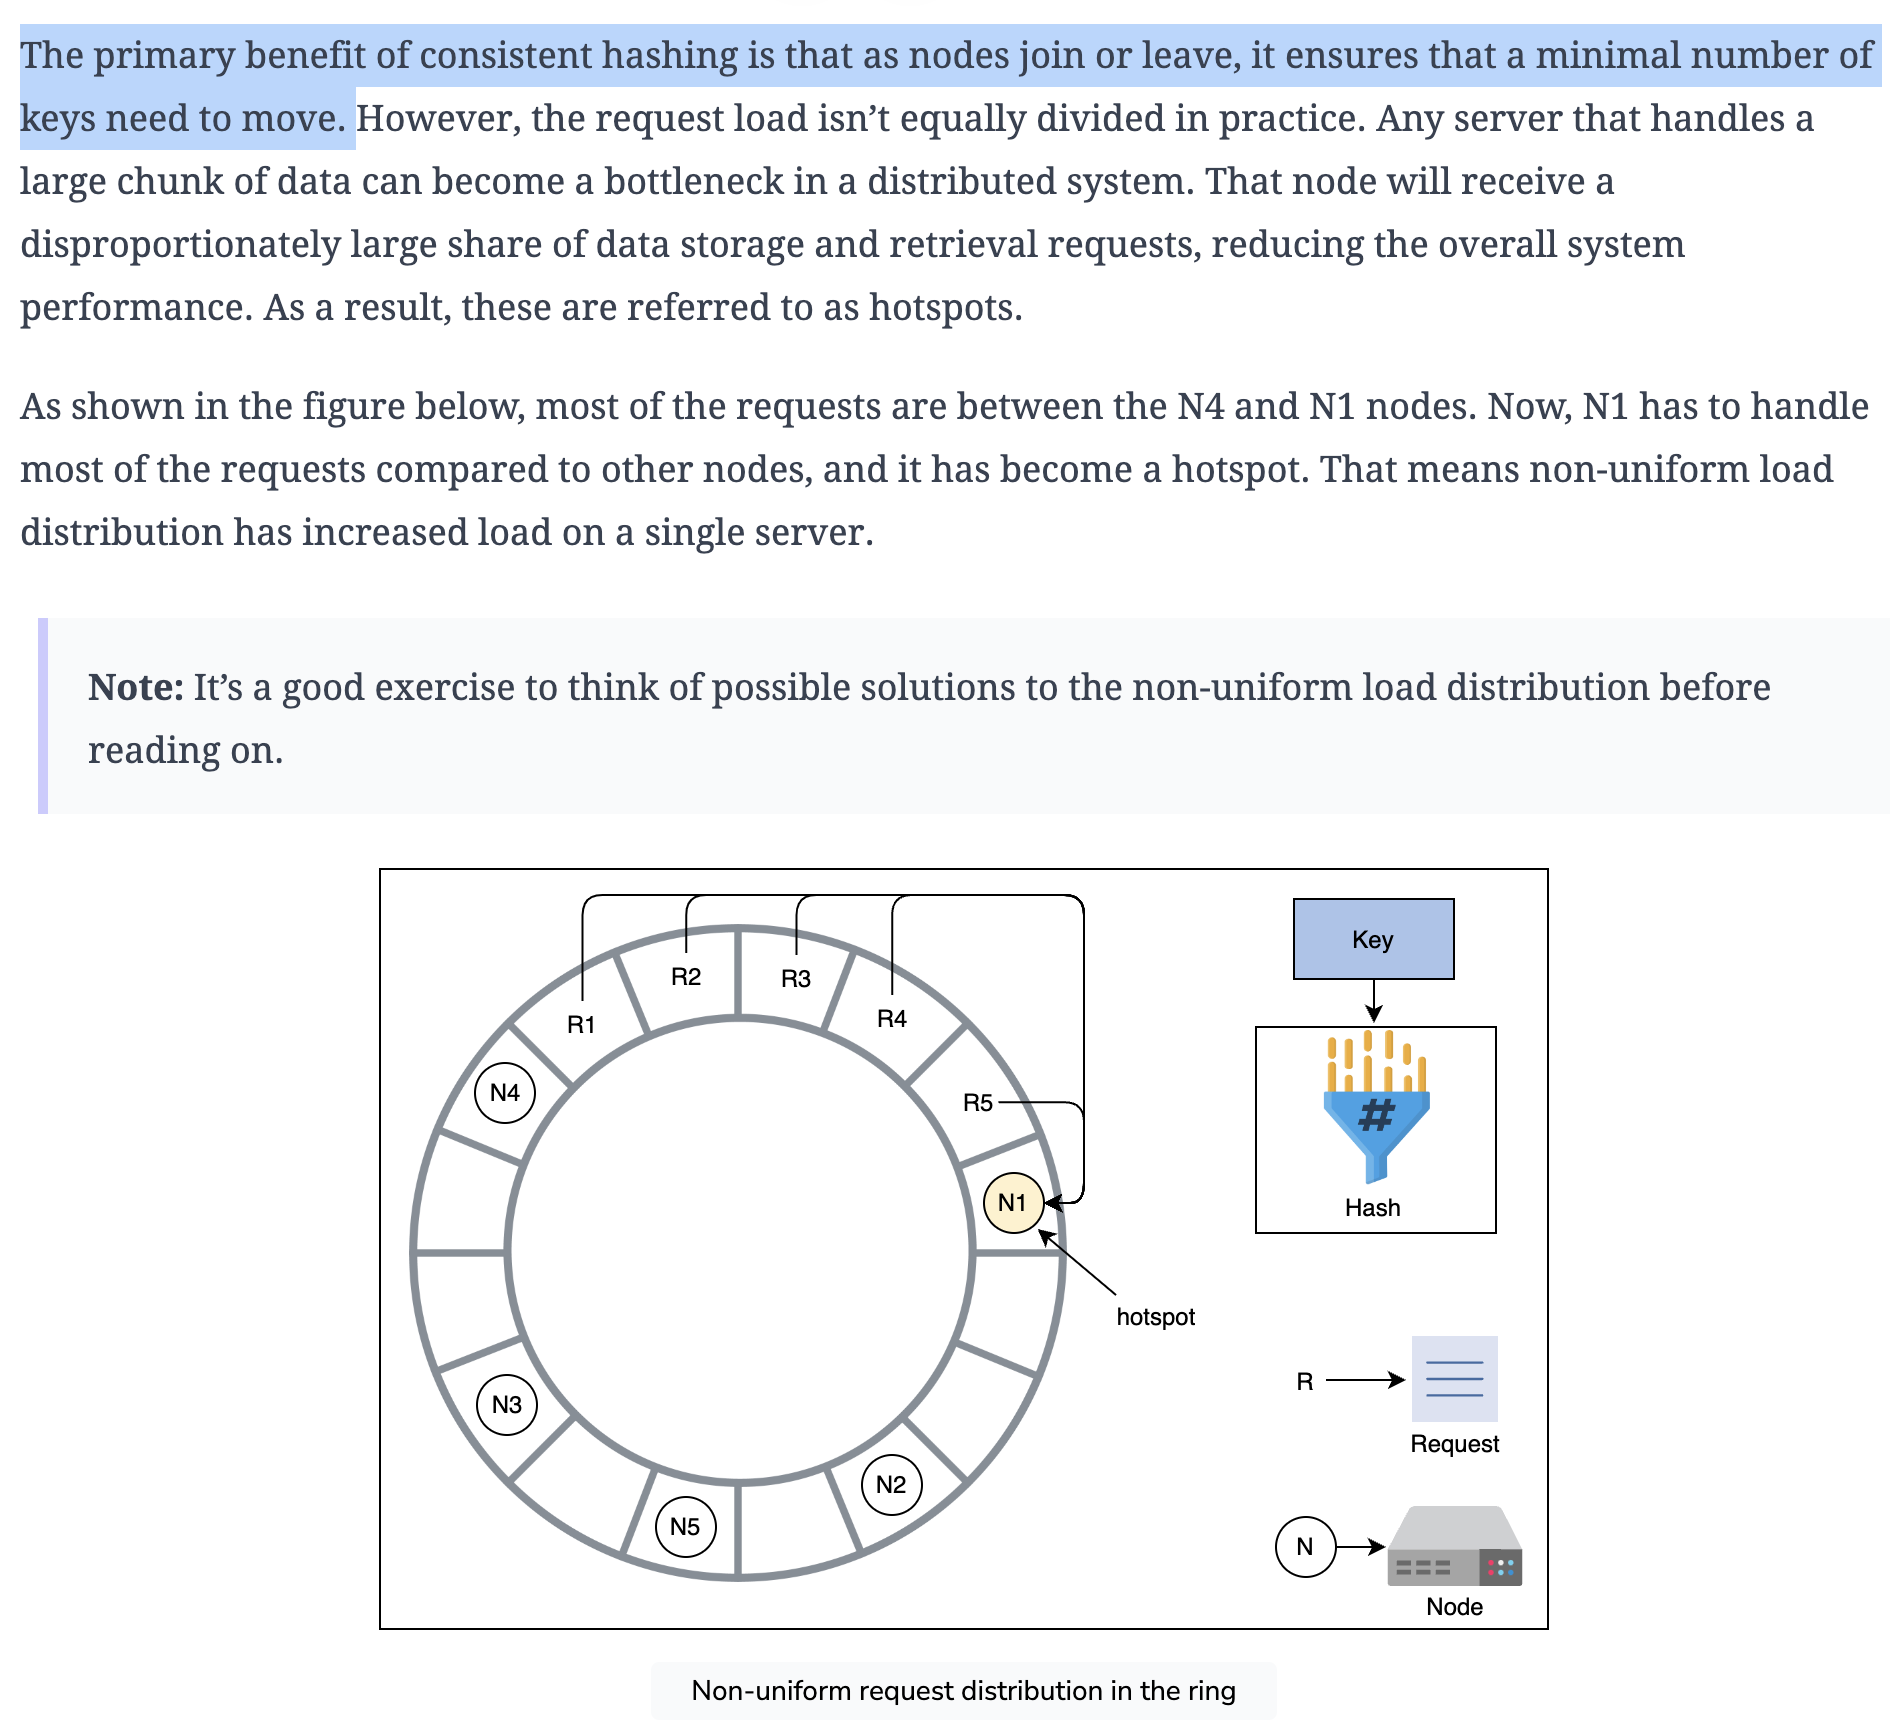 The primary benefit of consistent hashing is that as nodes join or leave, it ensures that a minimal number of
keys need to move. However, the request load isn’t equally divided in practice. Any server that handles a
large chunk of data can become a bottleneck in a distributed system. That node will receive a
disproportionately large share of data storage and retrieval requests, reducing the overall system
performance. As a result, these are referred to as hotspots.
As shown in the figure below, most of the requests are between the N4 and N1 nodes. Now, N1 has to handle
most of the requests compared to other nodes, and it has become a hotspot. That means non-uniform load
distribution has increased load on a single server.
Note: It’s a good exercise to think of possible solutions to the non-uniform load distribution before
reading on.
R1
R2
R3
R4
R5
N4
N1
hotspot
N3
N5
N2
Key
#
Hash
R
Request
N
Node
Non-uniform request distribution in the ring